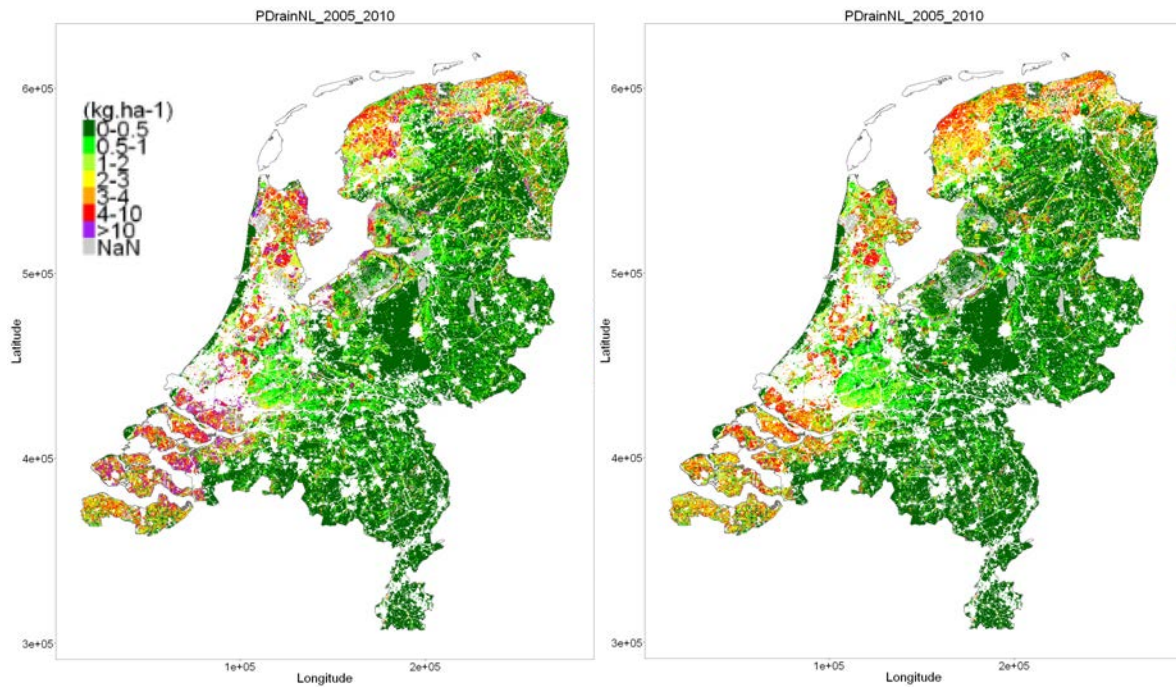 PDrainNL_2005_2010
6e+05
5e+05
4e+05
3e+05
Latitude
(kg.ha-1)
0-0.5
0.5-1
1-2
2-3
3-4
4-10
>10
NaN
1e+05
2e+05
Longitude
PDrainNL_2005_2010
6e+05
5e+05
4e+05
3e+05
Latitude
1e+05
2e+05
Longitude